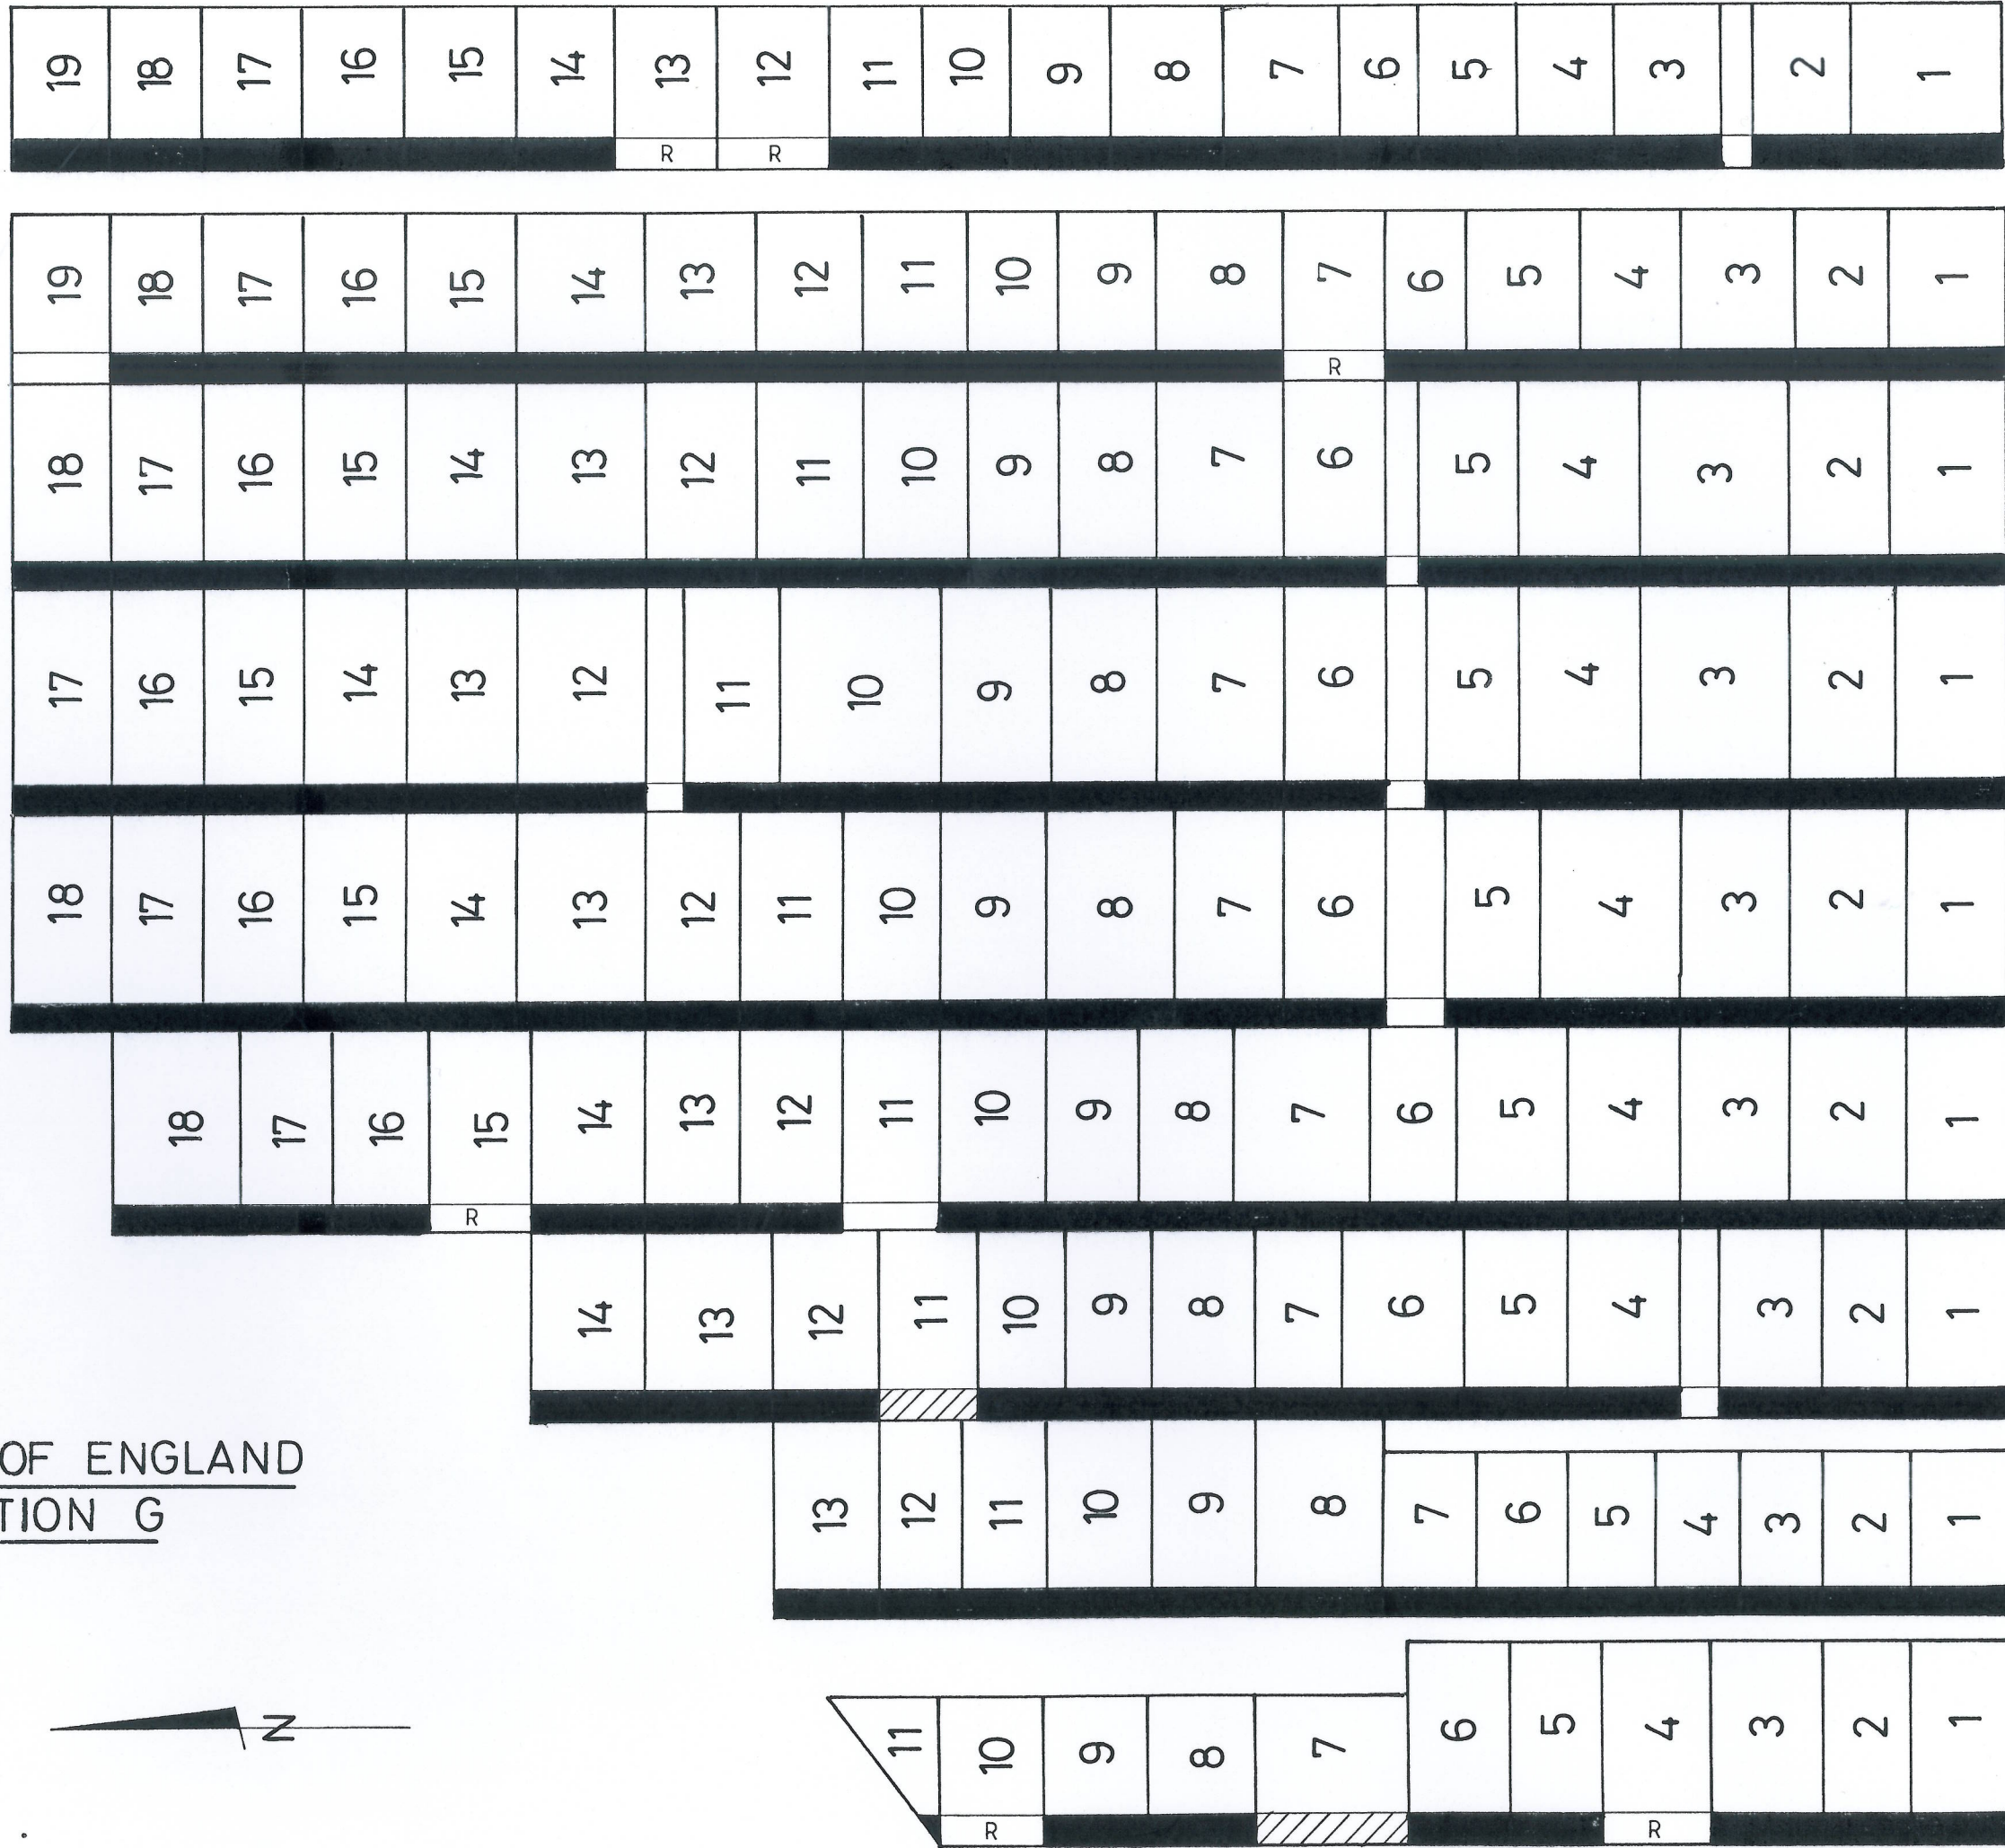 19 18 17 16 15 14 13 12 11 10 9 8 7 6 5 4 3 2 1
R R
19 18 17 16 15 14 13 12 11 10 9 8 7 6 5 4 3 2 1
R
18 17 16 15 14 13 12 11 10 9 8 7 6 5 4 3 2 1
17 16 15 14 13 12 11 10 9 8 7 6 5 4 3 2 1
18 17 16 15 14 13 12 11 10 9 8 7 6 5 4 3 2 1
18 17 16 15 14 13 12 11 10 9 8 7 6 5 4 3 2 1
R
14 13 12 11 10 9 8 7 6 5 4 3 2 1
OF ENGLAND
TION G
13 12 11 10 9 8 7 6 5 4 3 2 1
N
11 10 9 8 7 6 5 4 3 2 1
R R